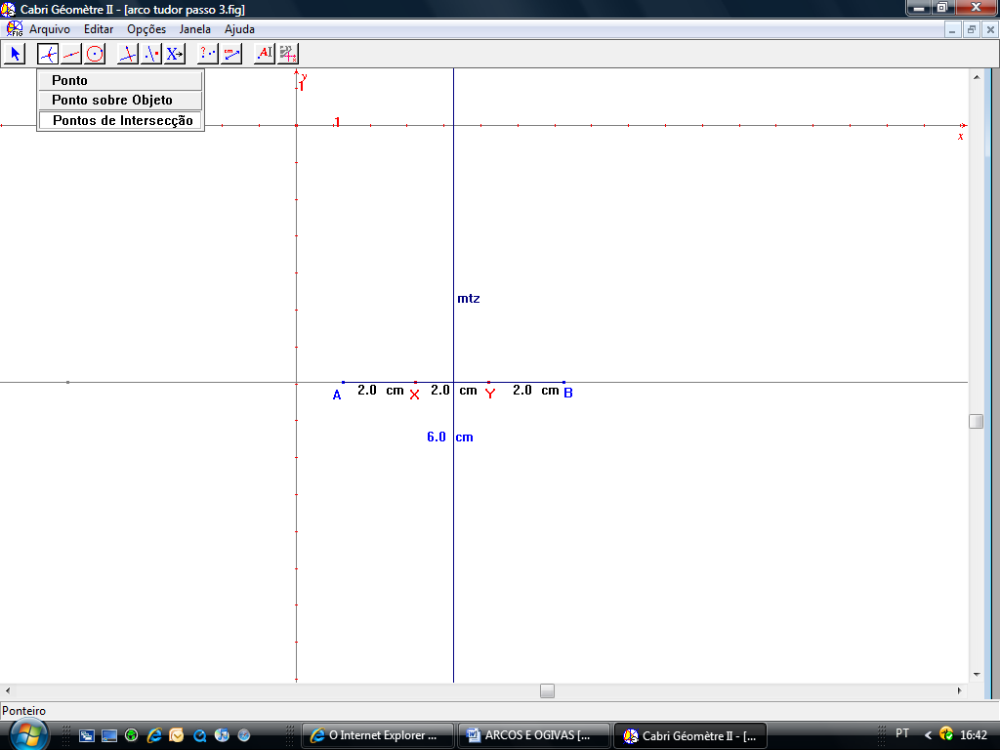 Cabri Géomètre II - [arco tudor passo 3.fig]
Arquivo Editar Opções Janela Ajuda
Ponto
Ponto sobre Objeto
Pontos de Intersecção
y
1
1
x
mtz
A 2.0 cm X 2.0 cm Y 2.0 cm B
6.0 cm
Ponteiro
O Internet Explorer ...
ARCOS E OGIVAS [...
Cabri Géomètre II - [...
PT
16:42